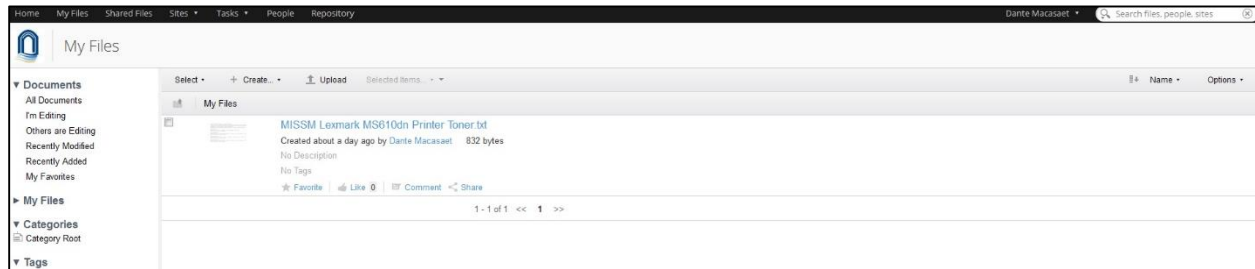 Home My Files Shared Files Sites Tasks People Repository Dante Macasaet Search files, people, sites
My Files
Documents
All Documents
I'm Editing
Others are Editing
Recently Modified
Recently Added
My Favorites
My Files
Categories
Category Root
Tags
Select + Create... Upload Selected Items... Name Options
My Files
MISSM Lexmark MS610dn Printer Toner.txt
Created about a day ago by Dante Macasaet 832 bytes
No Description
No Tags
Favorite Like 0 Comment Share
1 - 1 of 1 << 1 >>